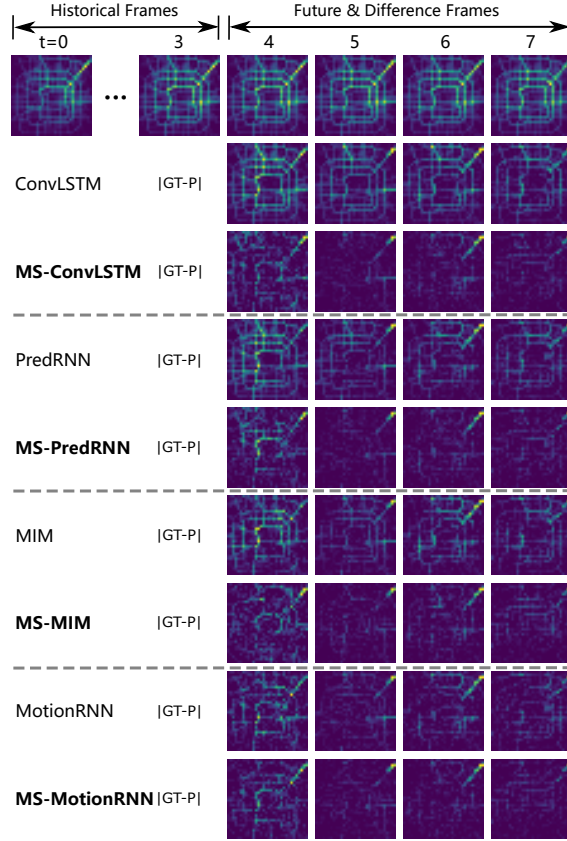 Historical Frames Future & Difference Frames
t=0 3 4 5 6 7
...
ConvLSTM |GT-P|
MS-ConvLSTM |GT-P|
PredRNN |GT-P|
MS-PredRNN |GT-P|
MIM |GT-P|
MS-MIM |GT-P|
MotionRNN |GT-P|
MS-MotionRNN |GT-P|